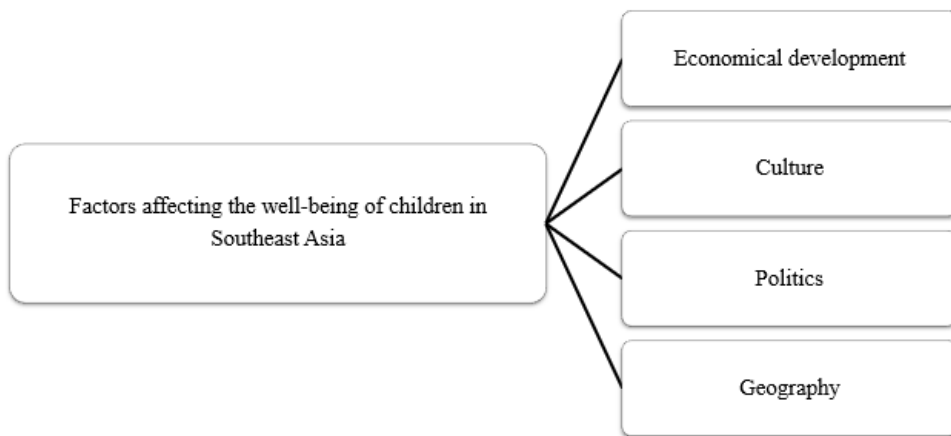 Factors affecting the well-being of children in
Southeast Asia
Economical development
Culture
Politics
Geography